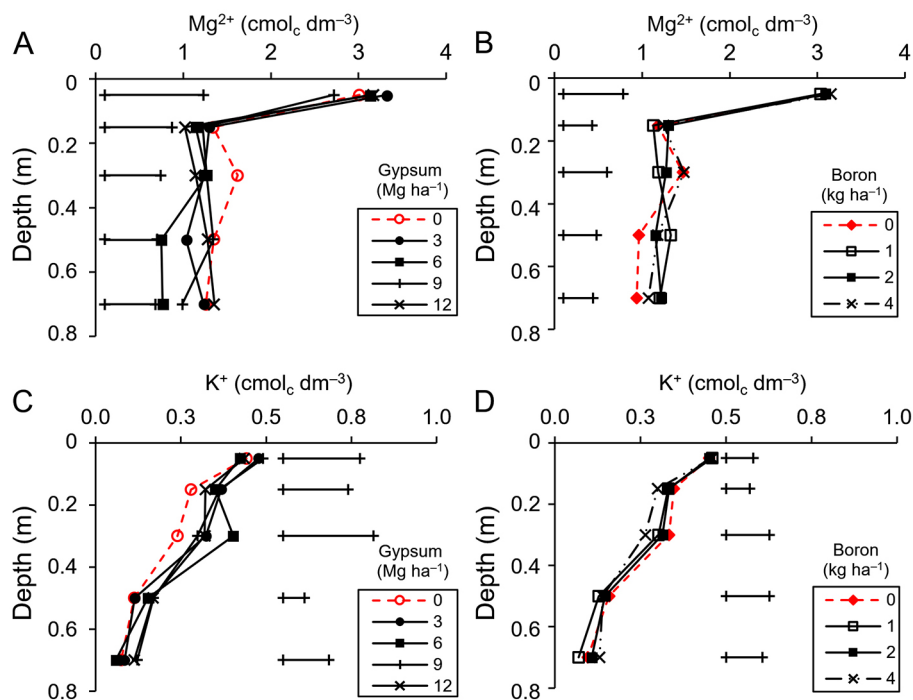 A
Mg²⁺ (cmol꜀ dm⁻³)
0 1 2 3 4
0
0.2
0.4
0.6
0.8
Depth (m)
Gypsum
(Mg ha⁻¹)
0
3
6
9
12
B
Mg²⁺ (cmol꜀ dm⁻³)
0 1 2 3 4
0
0.2
0.4
0.6
0.8
Depth (m)
Boron
(kg ha⁻¹)
0
1
2
4
C
K⁺ (cmol꜀ dm⁻³)
0.0 0.3 0.5 0.8 1.0
0
0.2
0.4
0.6
0.8
Depth (m)
Gypsum
(Mg ha⁻¹)
0
3
6
9
12
D
K⁺ (cmol꜀ dm⁻³)
0.0 0.3 0.5 0.8 1.0
0
0.2
0.4
0.6
0.8
Depth (m)
Boron
(kg ha⁻¹)
0
1
2
4